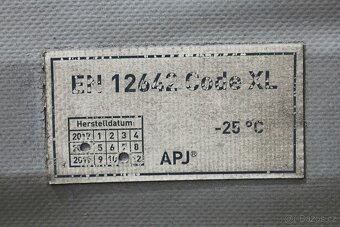 EN 12642 Code XL
Herstelldatum
2017 1 2 3 4
5 6 7 8
2019 9 10 12
-25 °C
APJ®